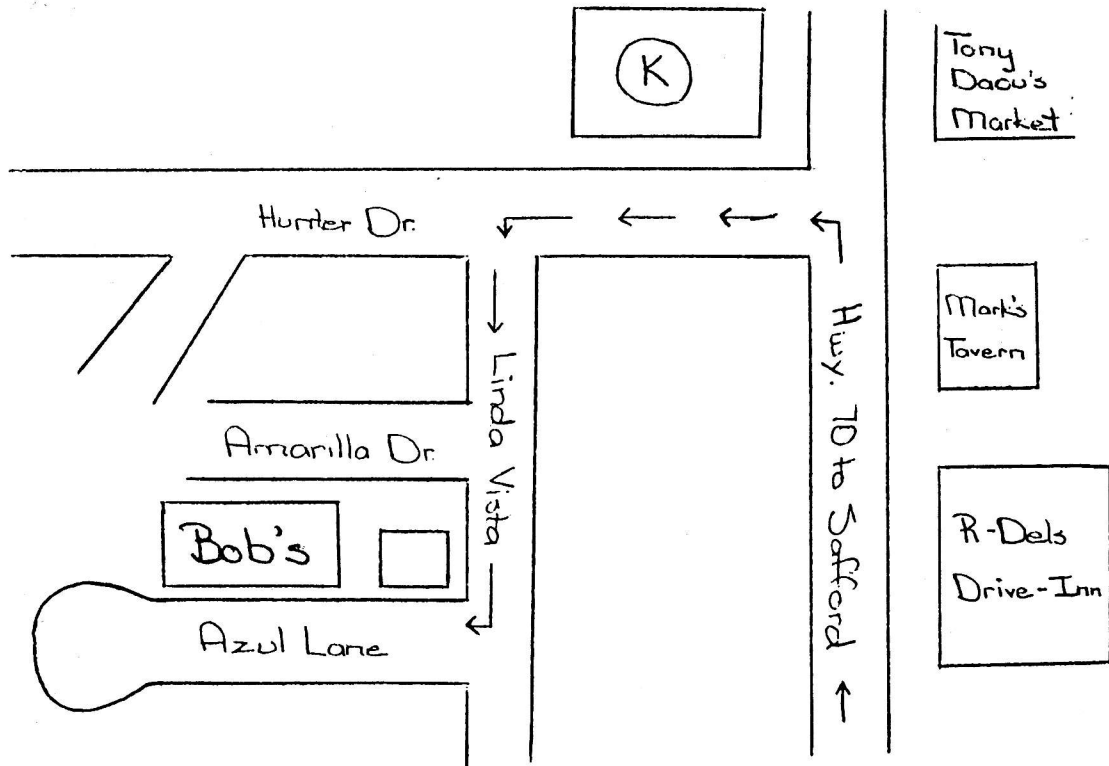 K
Tony
Daou's
Market
Hunter Dr.
Mark's
Tavern
Hwy. 70 to Safford
Linda Vista
Amarilla Dr.
Bob's
R-Dels
Drive-Inn
Azul Lane